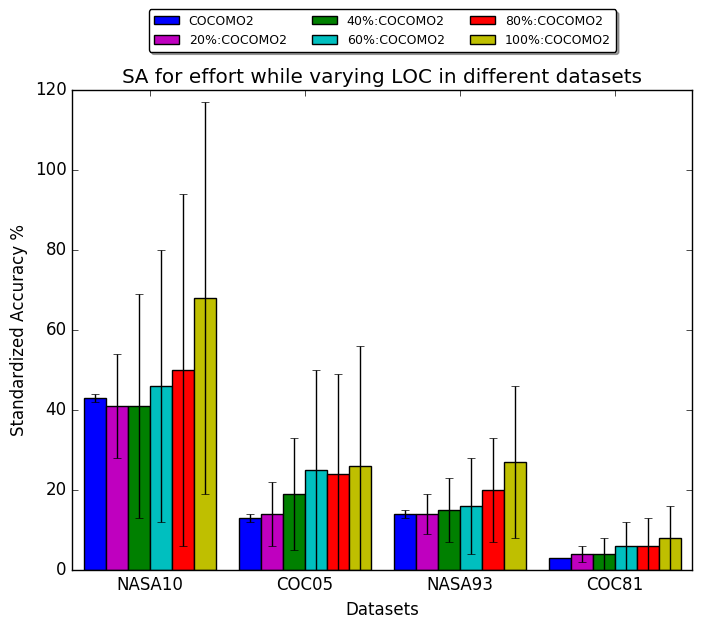 COCOMO2 40%:COCOMO2 80%:COCOMO2
20%:COCOMO2 60%:COCOMO2 100%:COCOMO2
SA for effort while varying LOC in different datasets
120
100
80
60
40
20
0
Standardized Accuracy %
NASA10 COC05 NASA93 COC81
Datasets